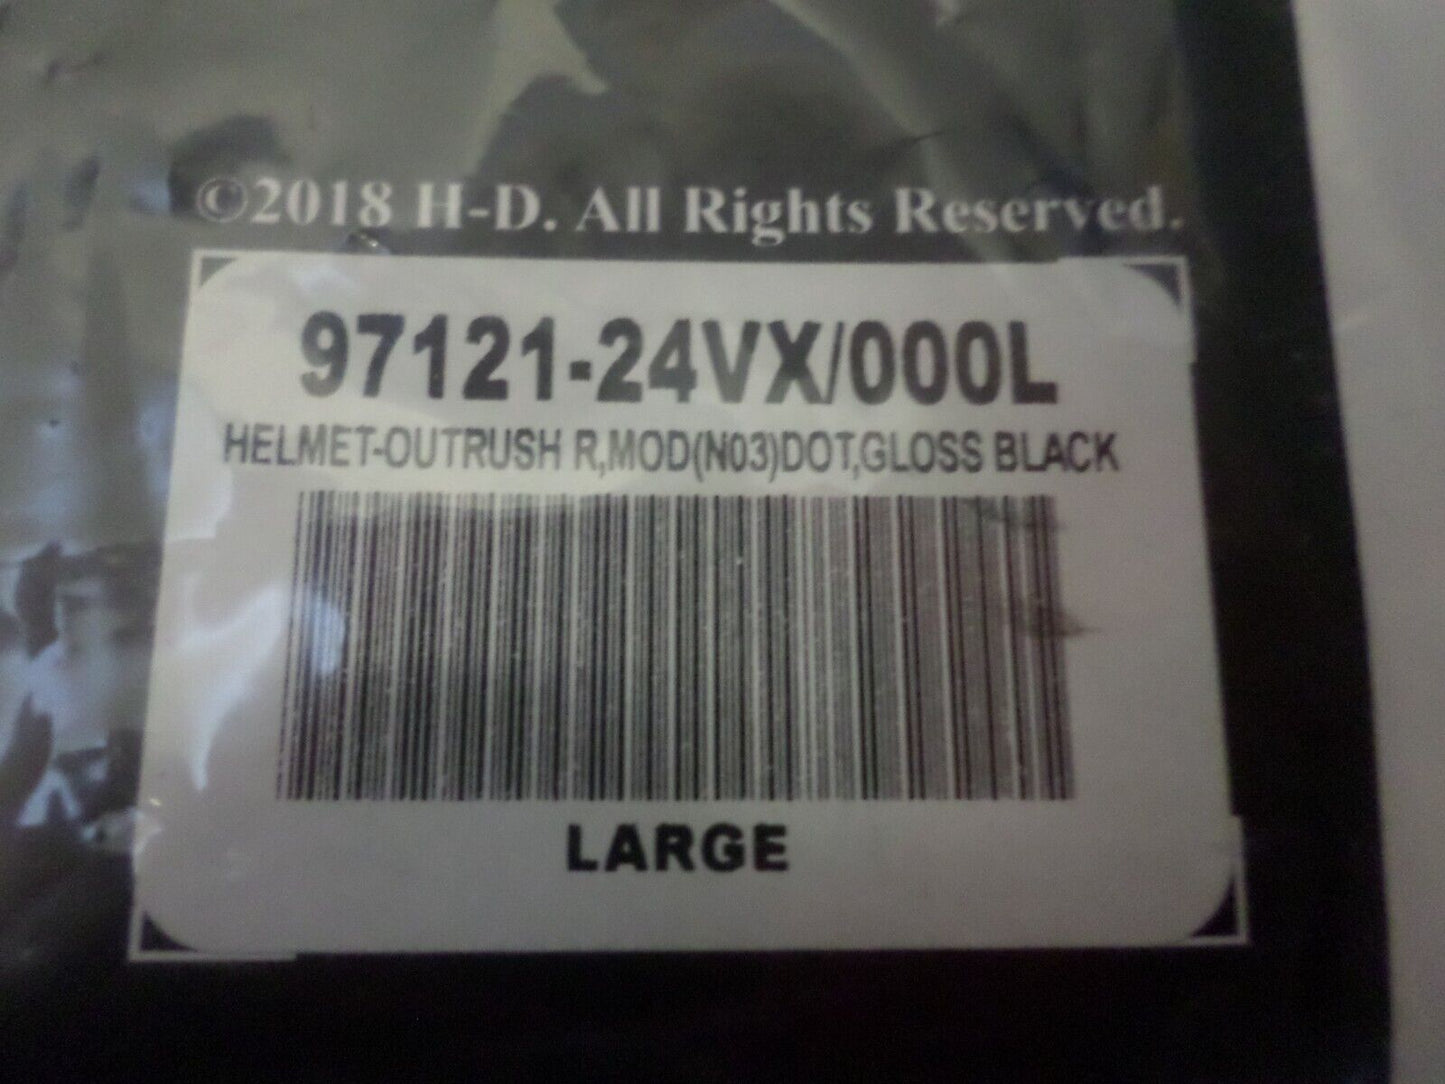 ©2018 H-D. All Rights Reserved.
97121-24VX/000L
HELMET-OUTRUSH R,MOD(N03)DOT,GLOSS BLACK
LARGE